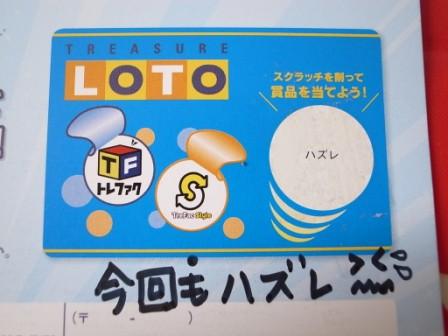 TREASURE
LOTO
スクラッチを削って
賞品を当てよう!
ハズレ
TF
トレファク
S
TreFac Style
今回もハズレ
(〒 - )